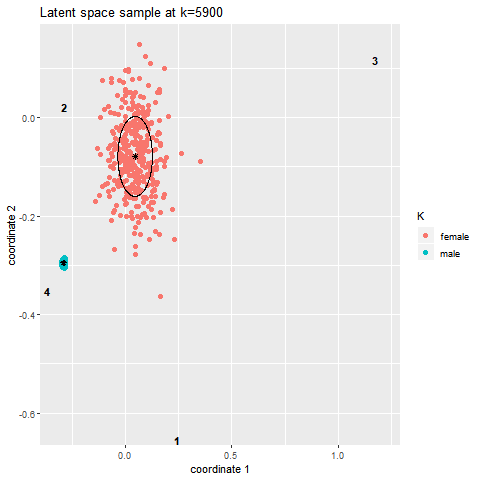 Latent space sample at k=5900
3
2
0.0
-0.2
-0.4
-0.6
4
1
0.0
0.5
1.0
coordinate 1
coordinate 2
K
female
male